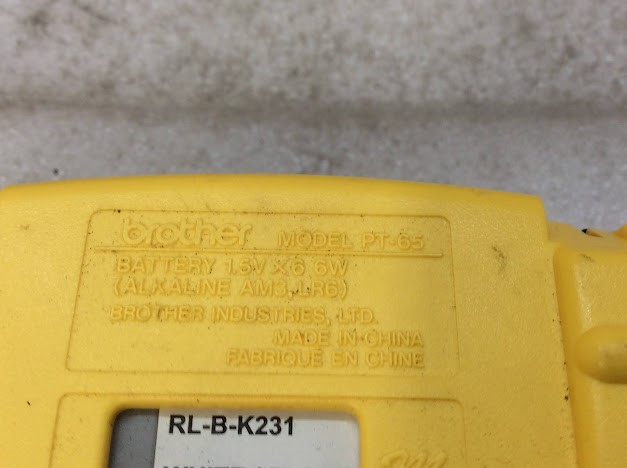 brother MODEL PT-65
BATTERY 1.5V X 6 6W
(ALKALINE AM3, LR6)
BROTHER INDUSTRIES, LTD.
MADE IN CHINA
FABRIQUÉ EN CHINE
RL-B-K231